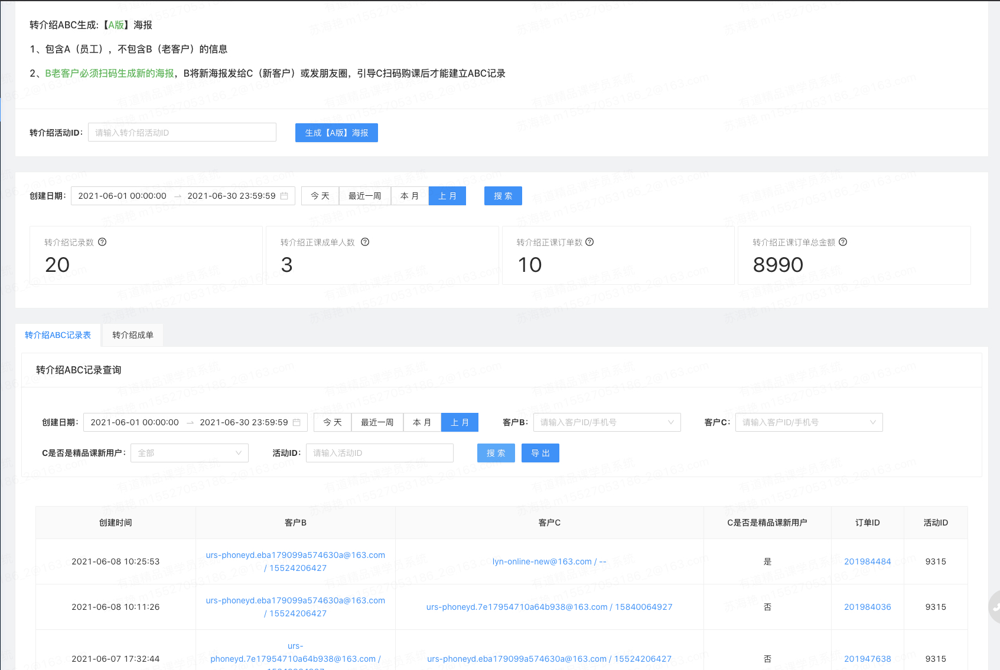 转介绍ABC生成:【A版】海报
1、包含A（员工），不包含B（老客户）的信息
2、B老客户必须扫码生成新的海报，B将新海报发给C（新客户）或发朋友圈，引导C扫码购课后才能建立ABC记录
转介绍活动ID: 请输入转介绍活动ID 生成【A版】海报
创建日期: 2021-06-01 00:00:00 → 2021-06-30 23:59:59 今天 最近一周 本月 上月 搜索
转介绍记录数 转介绍正课成单人数 转介绍正课订单数 转介绍正课订单总金额
20 3 10 8990
转介绍ABC记录表 转介绍成单
转介绍ABC记录查询
创建日期: 2021-06-01 00:00:00 → 2021-06-30 23:59:59 今天 最近一周 本月 上月 客户B: 请输入客户ID/手机号 客户C: 请输入客户ID/手机号
C是否是精品课新用户: 全部 活动ID: 请输入活动ID 搜索 导出
创建时间 客户B 客户C C是否是精品课新用户 订单ID 活动ID
2021-06-08 10:25:53 urs-phoneyd.eba179099a574630a@163.com / 15524206427 lyn-online-new@163.com / -- 是 201984484 9315
2021-06-08 10:11:26 urs-phoneyd.eba179099a574630a@163.com / 15524206427 urs-phoneyd.7e17954710a64b938@163.com / 15840064927 否 201984036 9315
2021-06-07 17:32:44 urs-phoneyd.7e17954710a64b938@163.com / urs-phoneyd.eba179099a574630a@163.com / 15524206427 否 201947638 9315
有道精品课学员系统
苏海艳 m15527053186_2@163.com